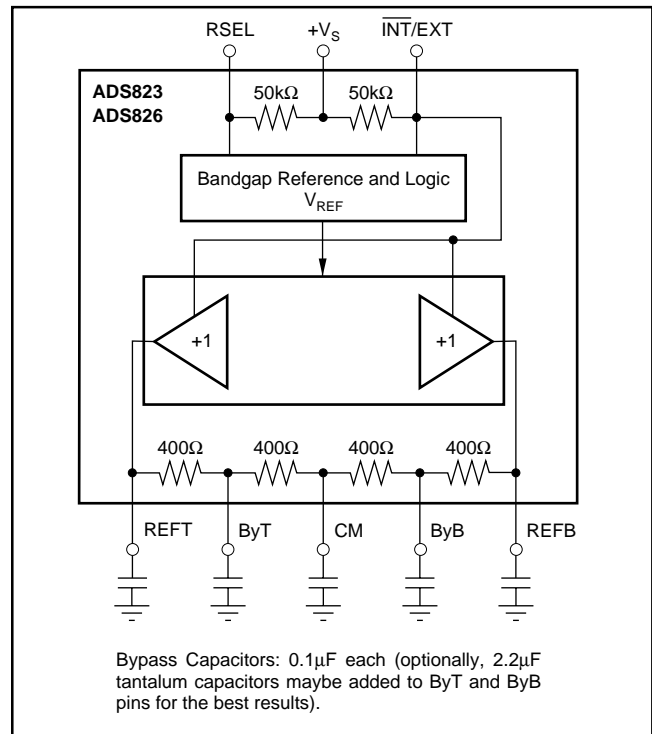 RSEL +VS INT/EXT
ADS823
ADS826
50kΩ 50kΩ
Bandgap Reference and Logic
VREF
+1 +1
400Ω 400Ω 400Ω 400Ω
REFT ByT CM ByB REFB
Bypass Capacitors: 0.1µF each (optionally, 2.2µF
tantalum capacitors maybe added to ByT and ByB
pins for the best results).